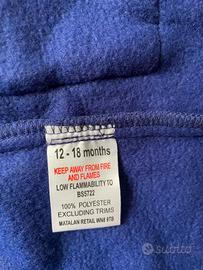 12 - 18 months
KEEP AWAY FROM FIRE
AND FLAMES
LOW FLAMMABILITY TO
BS5722
100% POLYESTER
EXCLUDING TRIMS
MATALAN RETAIL WN8 9TB
subito